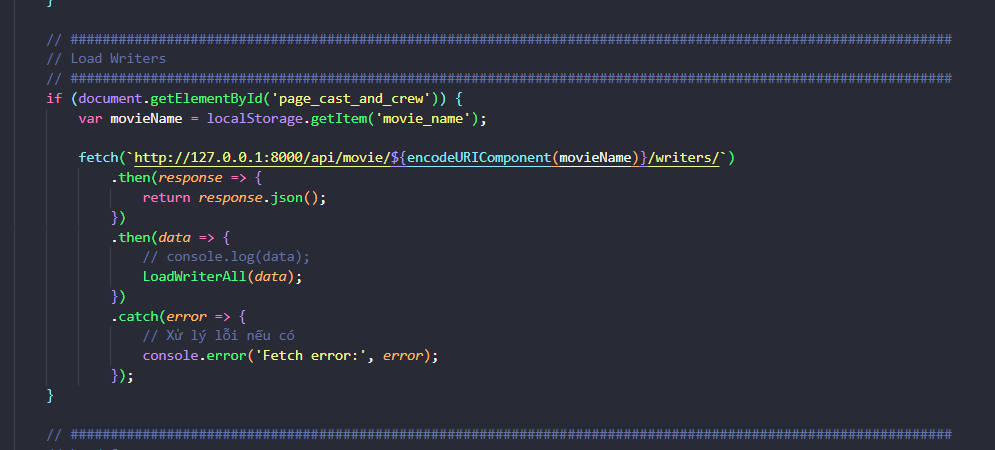 }
// ##############################################################################################################
// Load Writers
// ##############################################################################################################
if (document.getElementById('page_cast_and_crew')) {
var movieName = localStorage.getItem('movie_name');
fetch(`http://127.0.0.1:8000/api/movie/${encodeURIComponent(movieName)}/writers/`)
.then(response => {
return response.json();
})
.then(data => {
// console.log(data);
LoadWriterAll(data);
})
.catch(error => {
// Xử lý lỗi nếu có
console.error('Fetch error:', error);
});
}
// ##############################################################################################################